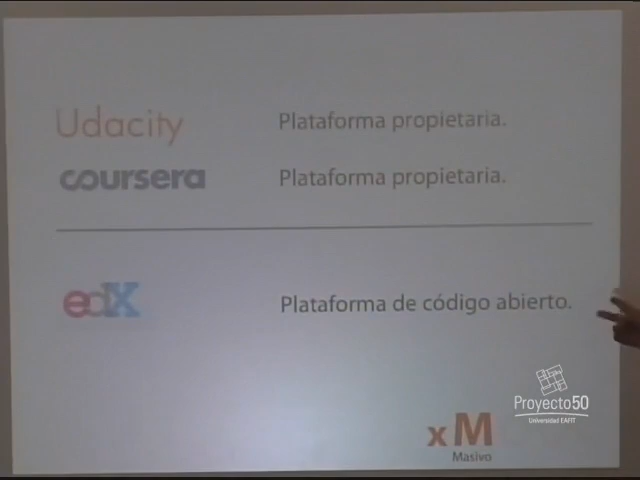 Udacity Plataforma propietaria.
coursera Plataforma propietaria.
edX Plataforma de código abierto.
Proyecto50
Universidad EAFIT
xM
Masivo